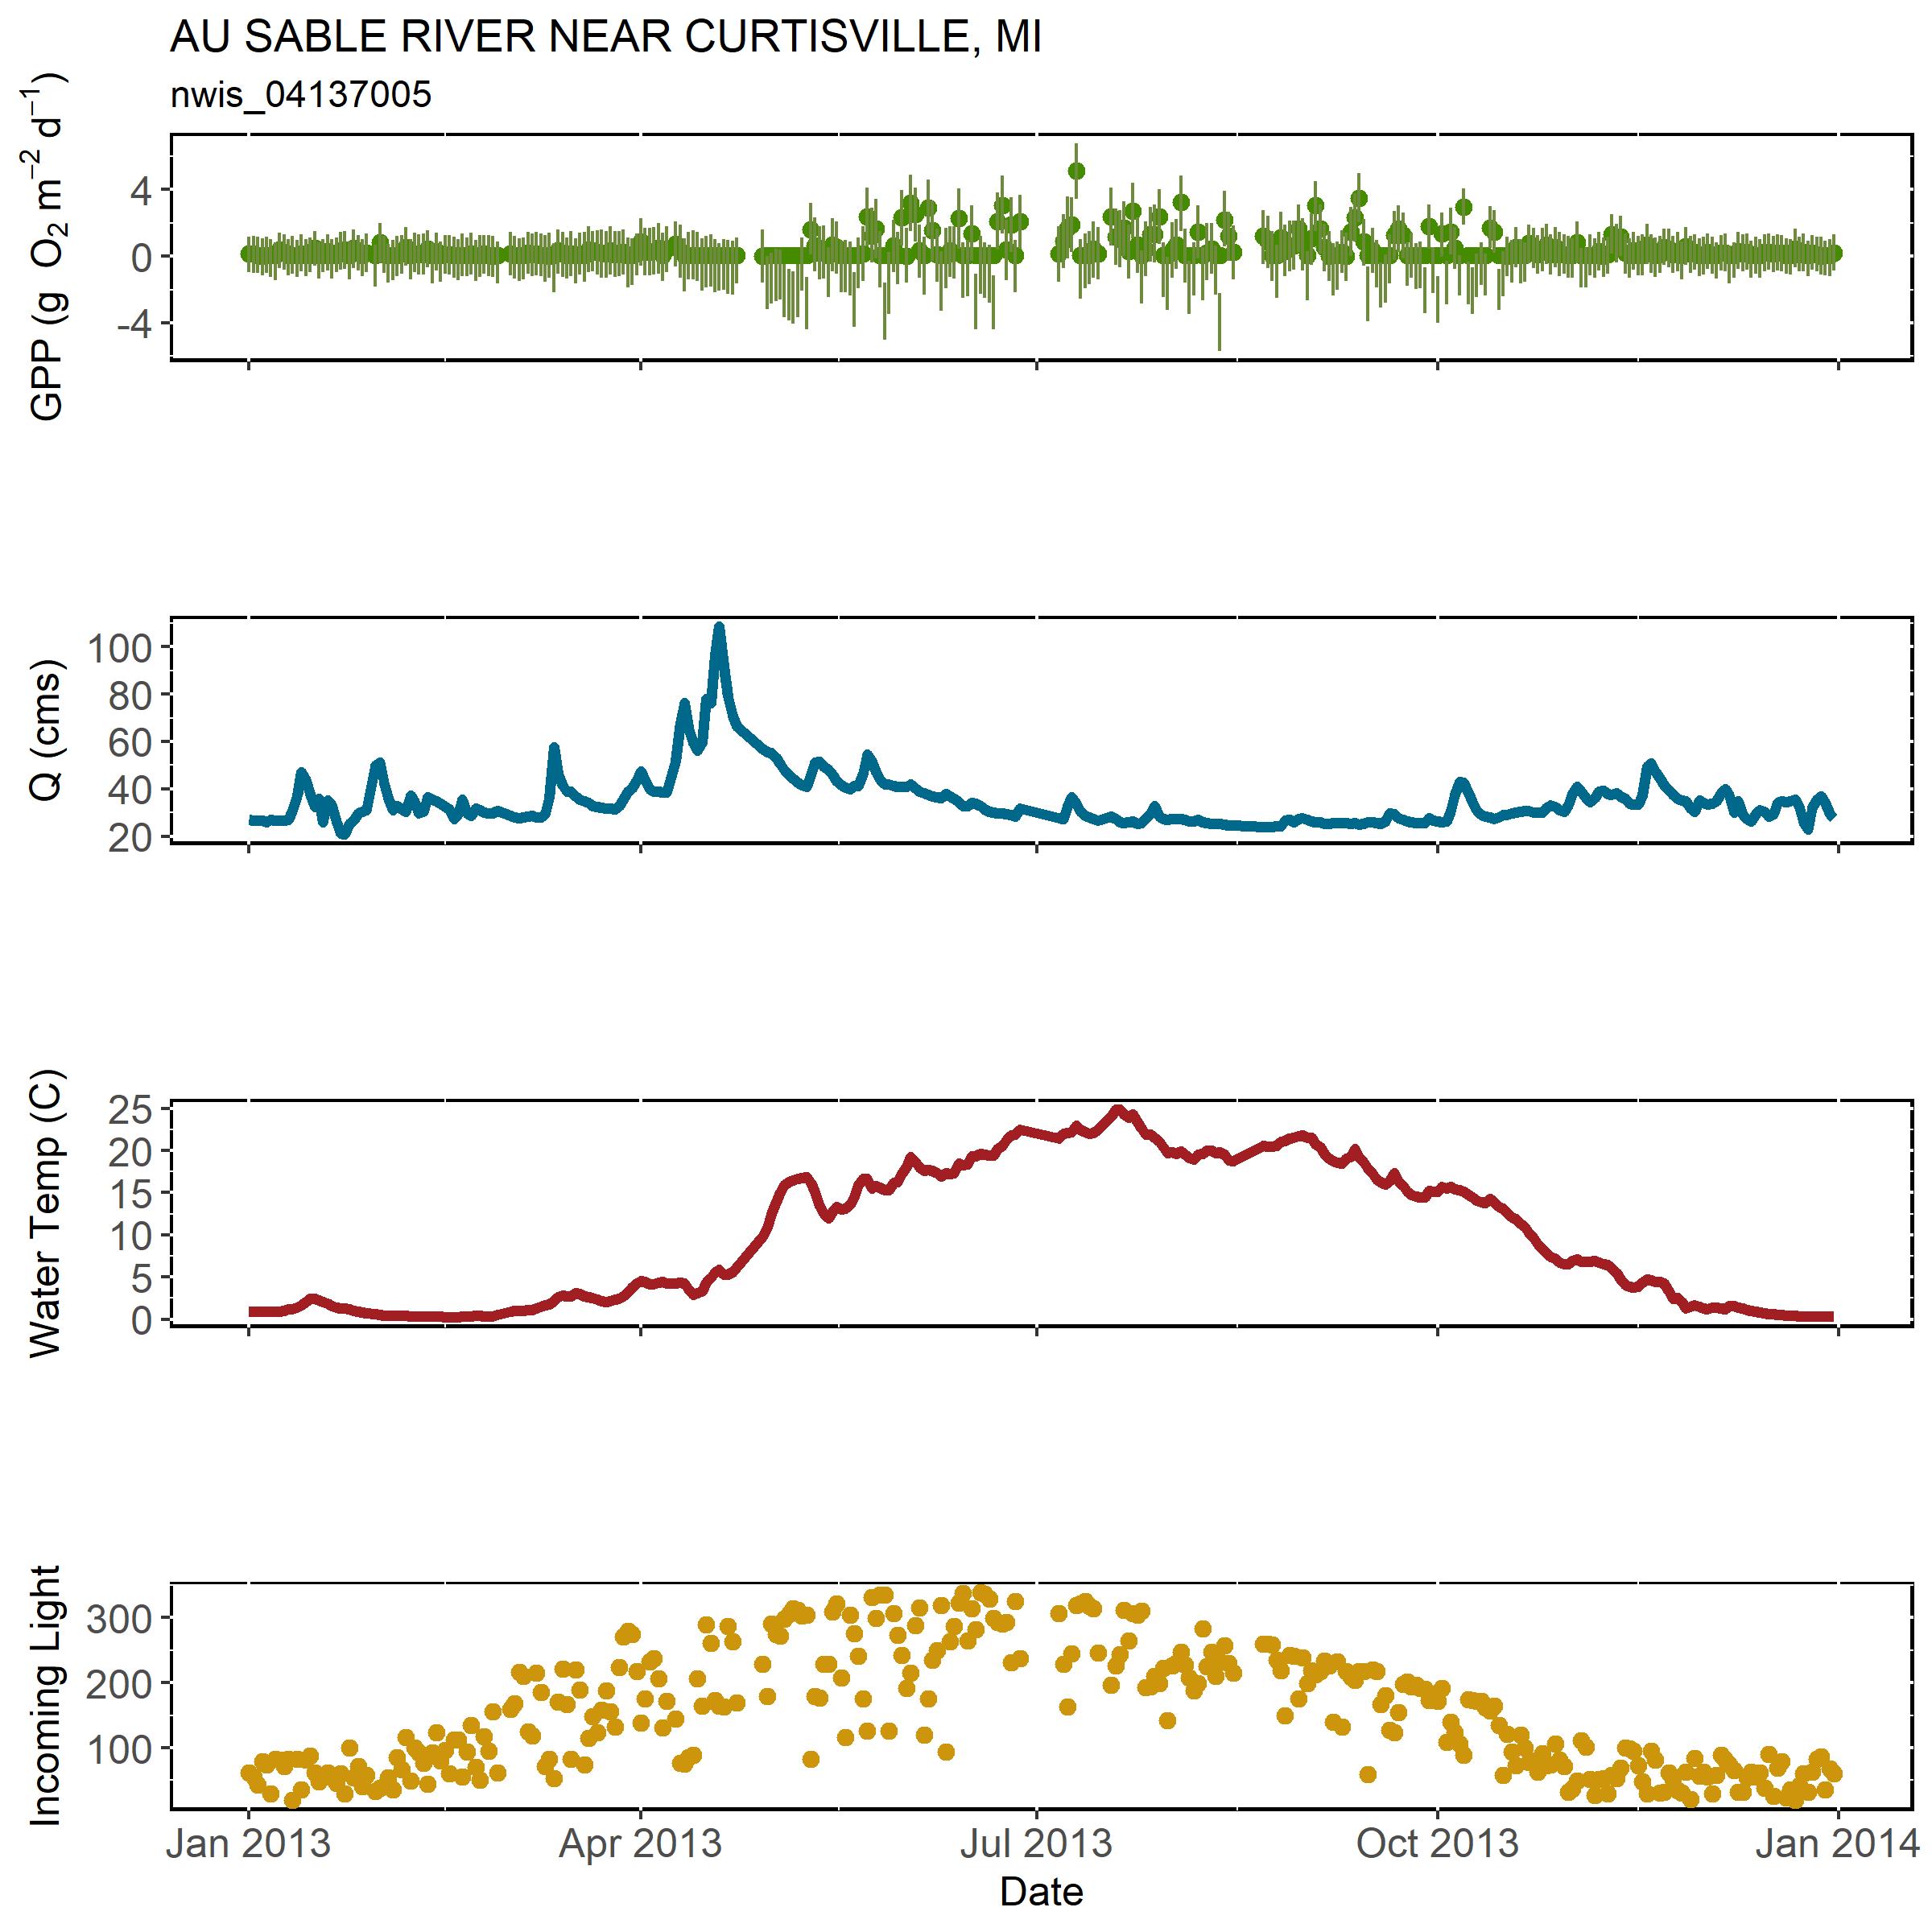 AU SABLE RIVER NEAR CURTISVILLE, MI
nwis_04137005
GPP (g O₂ m⁻² d⁻¹)
4
0
-4
Q (cms)
100
80
60
40
20
Water Temp (C)
25
20
15
10
5
0
Incoming Light
300
200
100
Jan 2013 Apr 2013 Jul 2013 Oct 2013 Jan 2014
Date